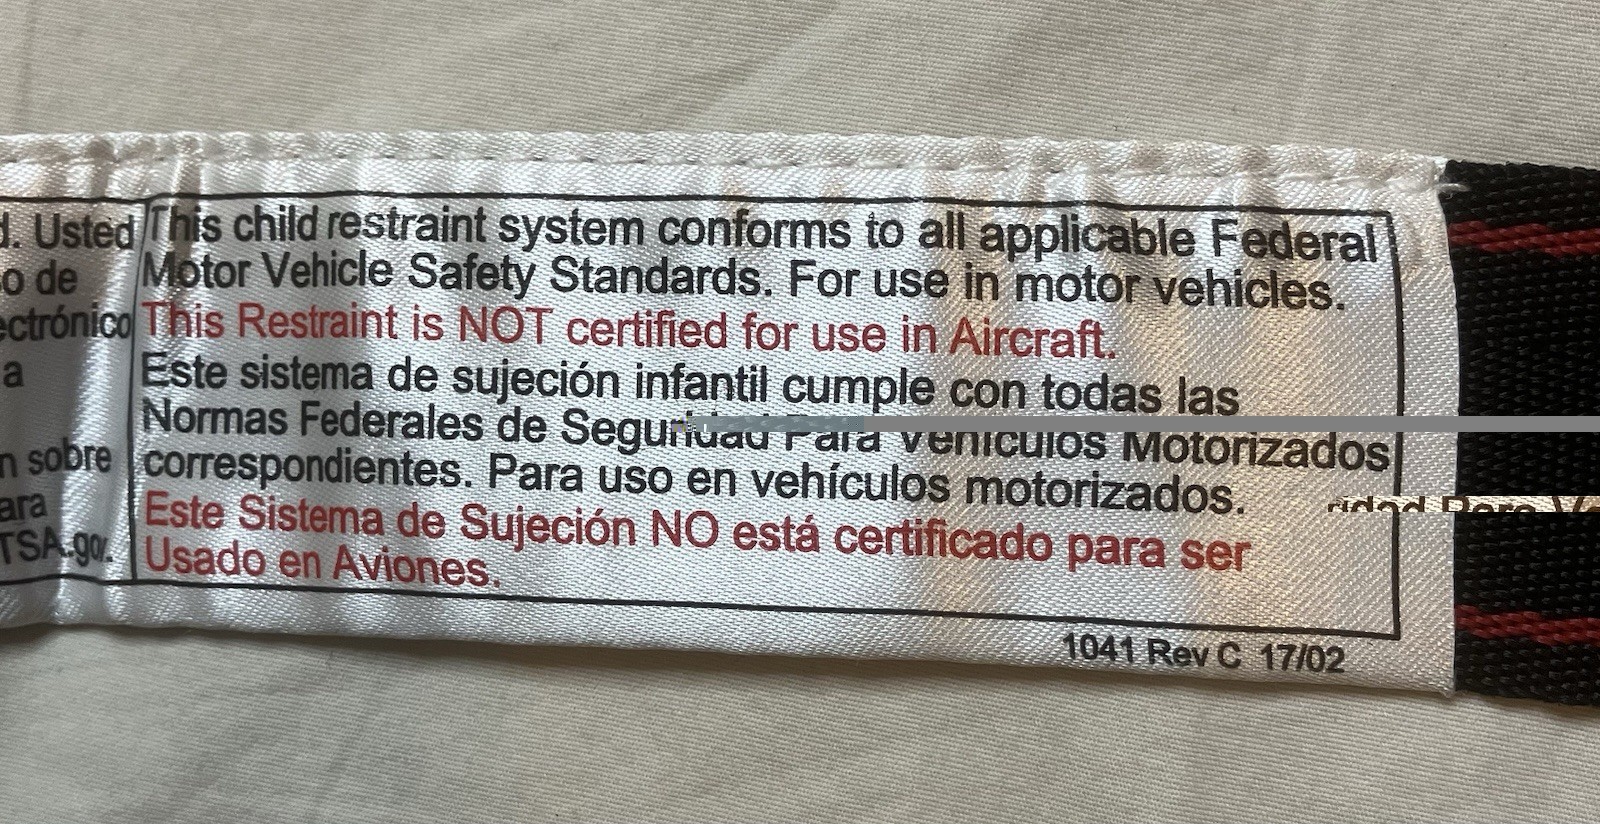 d. Usted
o de
ectrónico
a
n sobre
ara
TSA.gov.
This child restraint system conforms to all applicable Federal
Motor Vehicle Safety Standards. For use in motor vehicles.
This Restraint is NOT certified for use in Aircraft.
Este sistema de sujeción infantil cumple con todas las
Normas Federales de Seguridad Para Vehículos Motorizados
correspondientes. Para uso en vehículos motorizados.
Este Sistema de Sujeción NO está certificado para ser
Usado en Aviones.
1041 Rev C 17/02